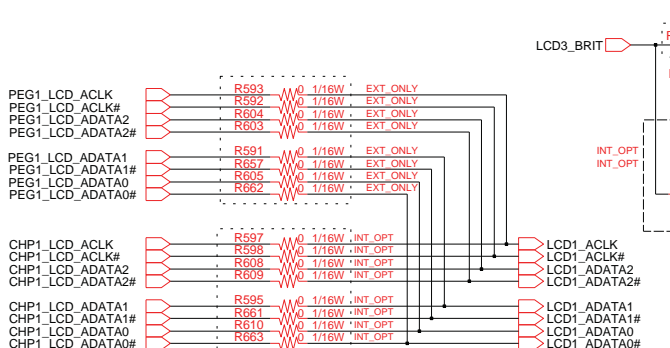 LCD3_BRIT
PEG1_LCD_ACLK R593 0 1/16W EXT_ONLY
PEG1_LCD_ACLK# R592 0 1/16W EXT_ONLY
PEG1_LCD_ADATA2 R604 0 1/16W EXT_ONLY
PEG1_LCD_ADATA2# R603 0 1/16W EXT_ONLY
PEG1_LCD_ADATA1 R591 0 1/16W EXT_ONLY
PEG1_LCD_ADATA1# R657 0 1/16W EXT_ONLY
PEG1_LCD_ADATA0 R605 0 1/16W EXT_ONLY
PEG1_LCD_ADATA0# R662 0 1/16W EXT_ONLY
INT_OPT
INT_OPT
CHP1_LCD_ACLK R597 0 1/16W INT_OPT LCD1_ACLK
CHP1_LCD_ACLK# R598 0 1/16W INT_OPT LCD1_ACLK#
CHP1_LCD_ADATA2 R608 0 1/16W INT_OPT LCD1_ADATA2
CHP1_LCD_ADATA2# R609 0 1/16W INT_OPT LCD1_ADATA2#
CHP1_LCD_ADATA1 R595 0 1/16W INT_OPT LCD1_ADATA1
CHP1_LCD_ADATA1# R661 0 1/16W INT_OPT LCD1_ADATA1#
CHP1_LCD_ADATA0 R610 0 1/16W INT_OPT LCD1_ADATA0
CHP1_LCD_ADATA0# R663 0 1/16W INT_OPT LCD1_ADATA0#